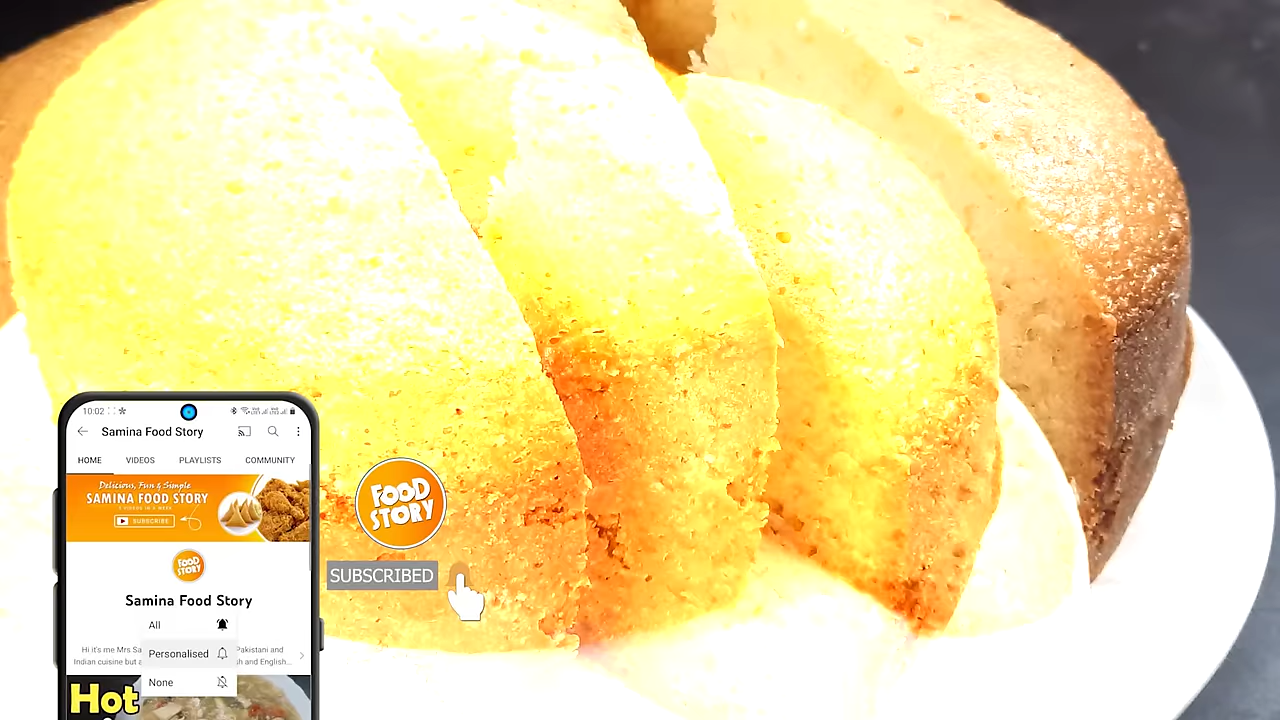 10:02
Samina Food Story
HOME VIDEOS PLAYLISTS COMMUNITY
Delicious, Fun & Simple
SAMINA FOOD STORY
SUBSCRIBE
FOOD
STORY
Samina Food Story
All
Personalised
None
Hi it's me Mrs Sa
Pakistani and
Indian cuisine but a
sh and English...
Hot
FOOD
STORY
SUBSCRIBED